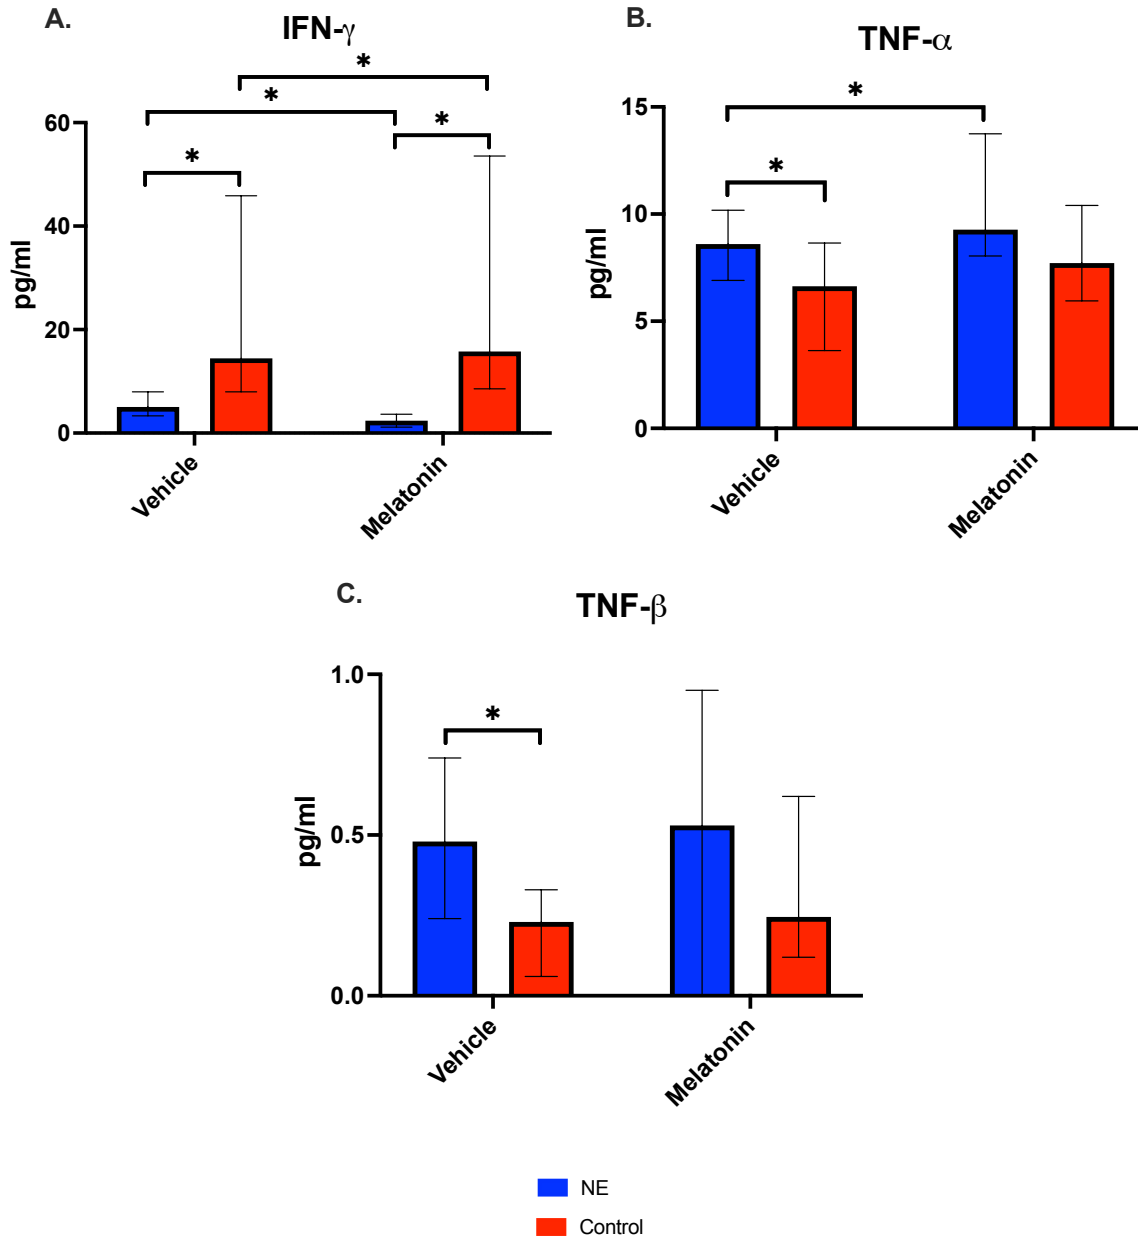 A.
IFN-γ
*
*
*
*
60
40
20
0
pg/ml
Vehicle
Melatonin
B.
TNF-α
*
*
15
10
5
0
pg/ml
Vehicle
Melatonin
C.
TNF-β
*
1.0
0.5
0.0
pg/ml
Vehicle
Melatonin
NE
Control